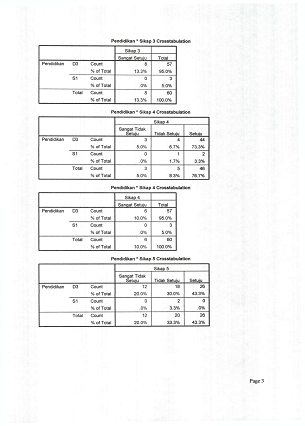 Pendidikan * Sikap 3 Crosstabulation
Sikap 3
Sangat Setuju Total
Pendidikan D3 Count 8 57
% of Total 13.3% 95.0%
S1 Count 0 3
% of Total .0% 5.0%
Total Count 8 60
% of Total 13.3% 100.0%
Pendidikan * Sikap 4 Crosstabulation
Sikap 4
Sangat Tidak Setuju Tidak Setuju Setuju
Pendidikan D3 Count 3 4 44
% of Total 5.0% 6.7% 73.3%
S1 Count 0 1 2
% of Total .0% 1.7% 3.3%
Total Count 3 5 46
% of Total 5.0% 8.3% 76.7%
Pendidikan * Sikap 4 Crosstabulation
Sikap 4
Sangat Setuju Total
Pendidikan D3 Count 6 57
% of Total 10.0% 95.0%
S1 Count 0 3
% of Total .0% 5.0%
Total Count 6 60
% of Total 10.0% 100.0%
Pendidikan * Sikap 5 Crosstabulation
Sikap 5
Sangat Tidak Setuju Tidak Setuju Setuju
Pendidikan D3 Count 12 18 26
% of Total 20.0% 30.0% 43.3%
S1 Count 0 2 0
% of Total .0% 3.3% .0%
Total Count 12 20 26
% of Total 20.0% 33.3% 43.3%
Page 3